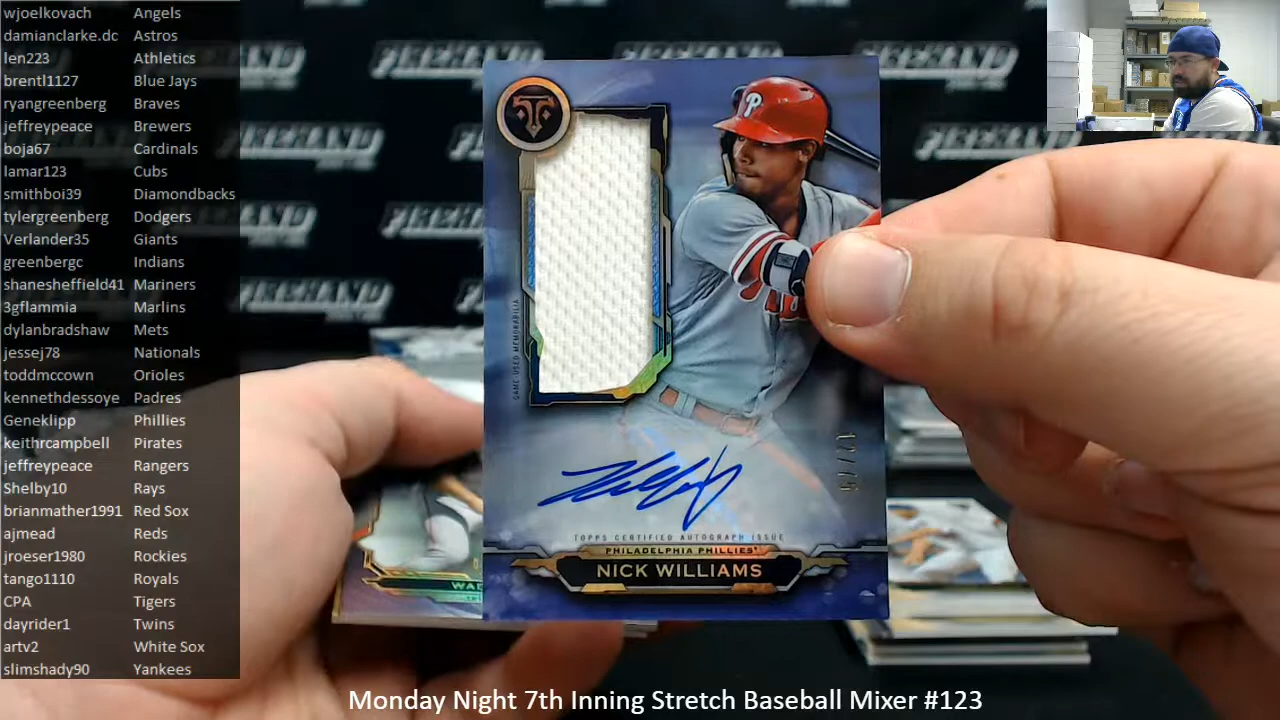 wjoelkovach Angels
damianclarke.dc Astros
len223 Athletics
brentl1127 Blue Jays
ryangreenberg Braves
jeffreypeace Brewers
boja67 Cardinals
lamar123 Cubs
smithboi39 Diamondbacks
tylergreenberg Dodgers
Verlander35 Giants
greenbergc Indians
shanesheffield41 Mariners
3gflammia Marlins
dylanbradshaw Mets
jessej78 Nationals
toddmccown Orioles
kennethdessoye Padres
Geneklipp Phillies
keithrcampbell Pirates
jeffreypeace Rangers
Shelby10 Rays
brianmather1991 Red Sox
ajmead Reds
jroeser1980 Rockies
tango1110 Royals
CPA Tigers
dayrider1 Twins
artv2 White Sox
slimshady90 Yankees
FIREHAND
P
GAME USED MEMORABILIA
12/75
TOPPS CERTIFIED AUTOGRAPH ISSUE
PHILADELPHIA PHILLIES
NICK WILLIAMS
Monday Night 7th Inning Stretch Baseball Mixer #123